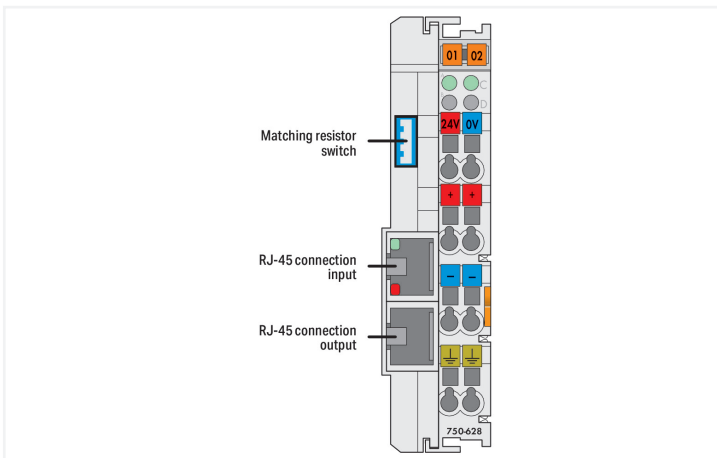 01 02
C
D
24V 0V
Matching resistor
switch
+ +
RJ-45 connection
input
– –
RJ-45 connection
output
750-628